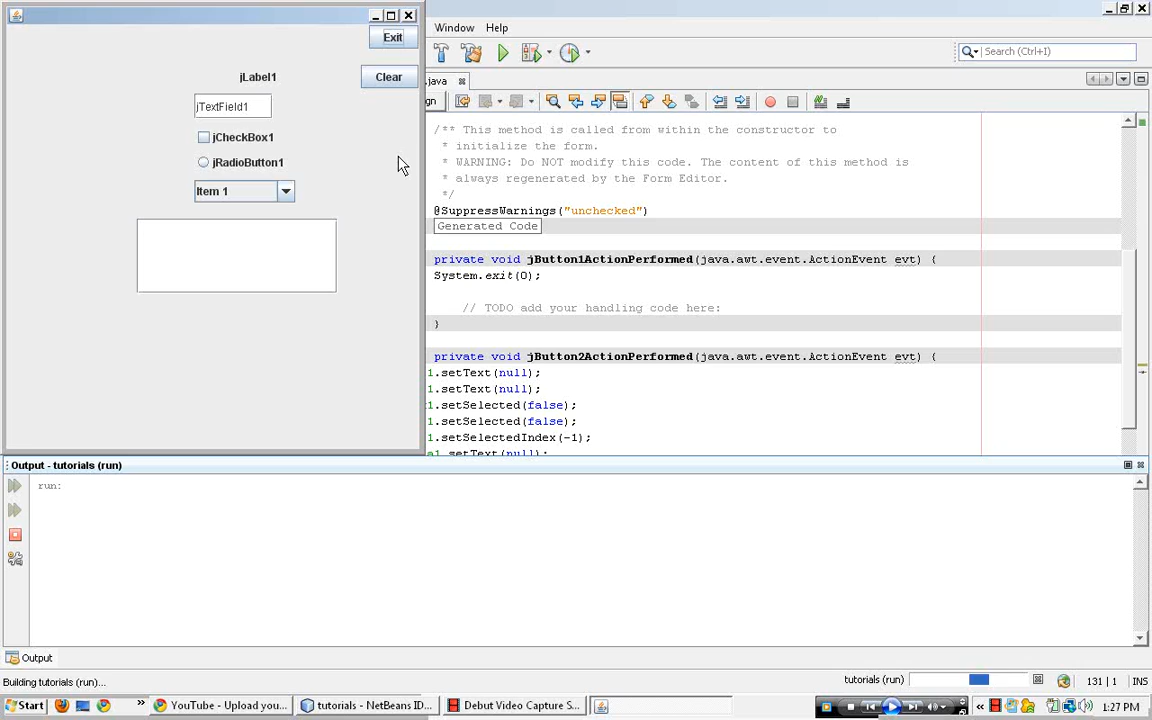 Exit
jLabel1
Clear
jTextField1
jCheckBox1
jRadioButton1
Item 1
Window Help
Search (Ctrl+I)
.java
gn
/** This method is called from within the constructor to
* initialize the form.
* WARNING: Do NOT modify this code. The content of this method is
* always regenerated by the Form Editor.
*/
@SuppressWarnings("unchecked")
Generated Code
private void jButton1ActionPerformed(java.awt.event.ActionEvent evt) {
System.exit(0);
// TODO add your handling code here:
}
private void jButton2ActionPerformed(java.awt.event.ActionEvent evt) {
1.setText(null);
1.setText(null);
1.setSelected(false);
1.setSelected(false);
1.setSelectedIndex(-1);
a1.setText(null);
Output - tutorials (run)
run:
Output
Building tutorials (run)...
tutorials (run)
131 | 1
INS
Start
»
YouTube - Upload you...
tutorials - NetBeans ID...
Debut Video Capture S...
«
1:27 PM